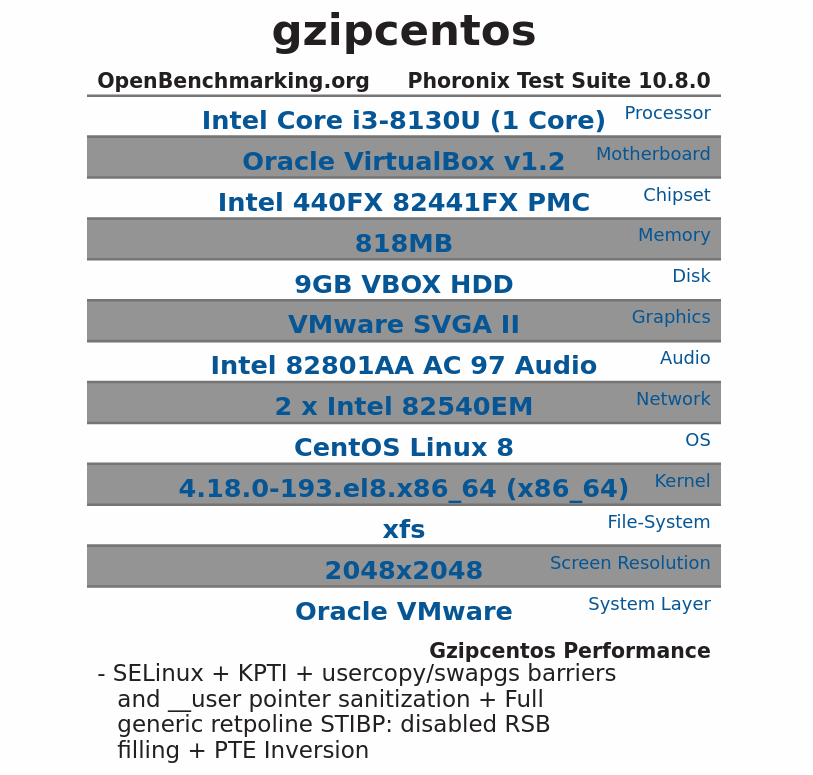 gzipcentos
OpenBenchmarking.org Phoronix Test Suite 10.8.0
Intel Core i3-8130U (1 Core) Processor
Oracle VirtualBox v1.2 Motherboard
Intel 440FX 82441FX PMC Chipset
818MB Memory
9GB VBOX HDD Disk
VMware SVGA II Graphics
Intel 82801AA AC 97 Audio Audio
2 x Intel 82540EM Network
CentOS Linux 8 OS
4.18.0-193.el8.x86_64 (x86_64) Kernel
xfs File-System
2048x2048 Screen Resolution
Oracle VMware System Layer
Gzipcentos Performance
- SELinux + KPTI + usercopy/swapgs barriers
and __user pointer sanitization + Full
generic retpoline STIBP: disabled RSB
filling + PTE Inversion